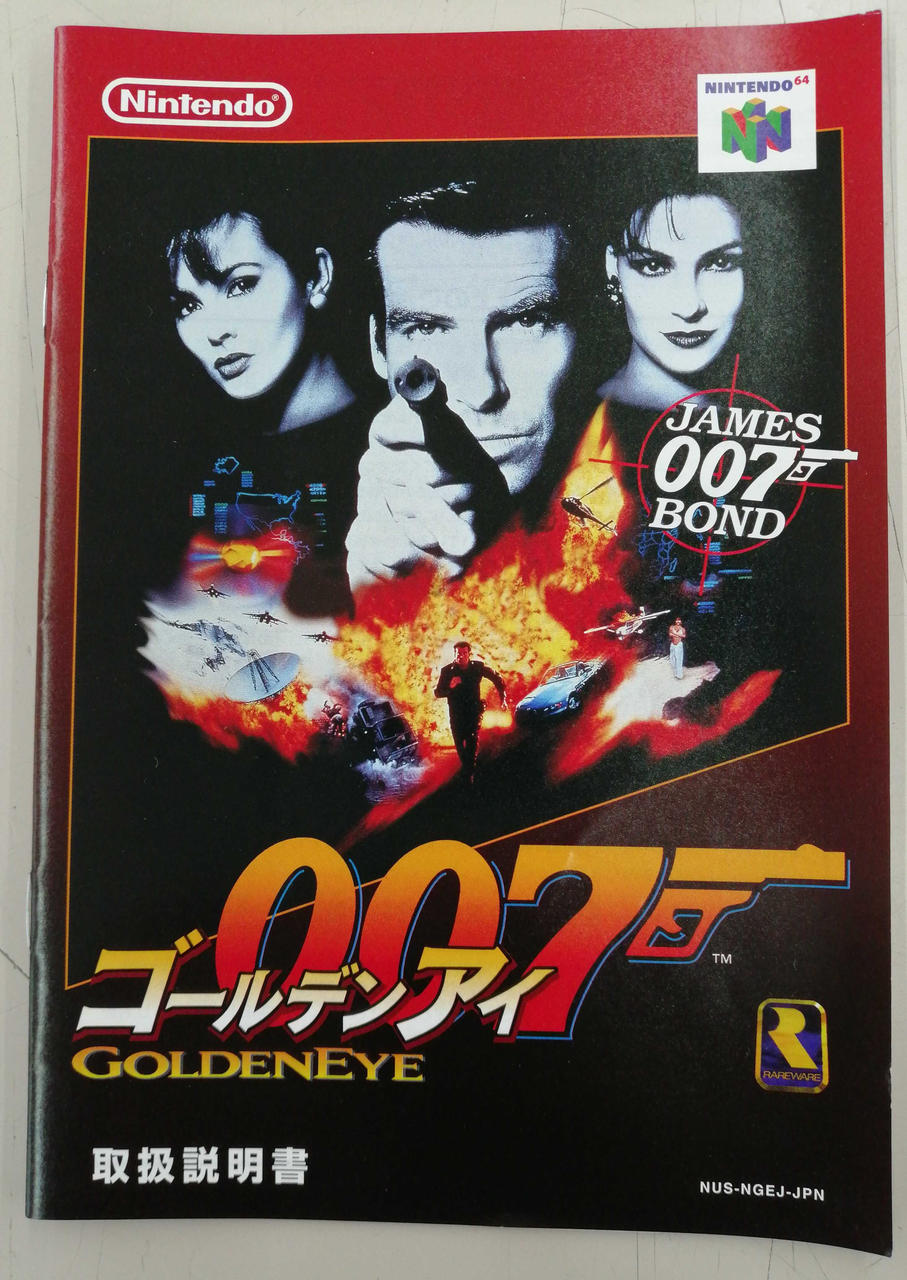 Nintendo®
NINTENDO64
JAMES
007
BOND
007
TM
ゴールデンアイ
GOLDENEYE
RAREWARE
取扱説明書
NUS-NGEJ-JPN